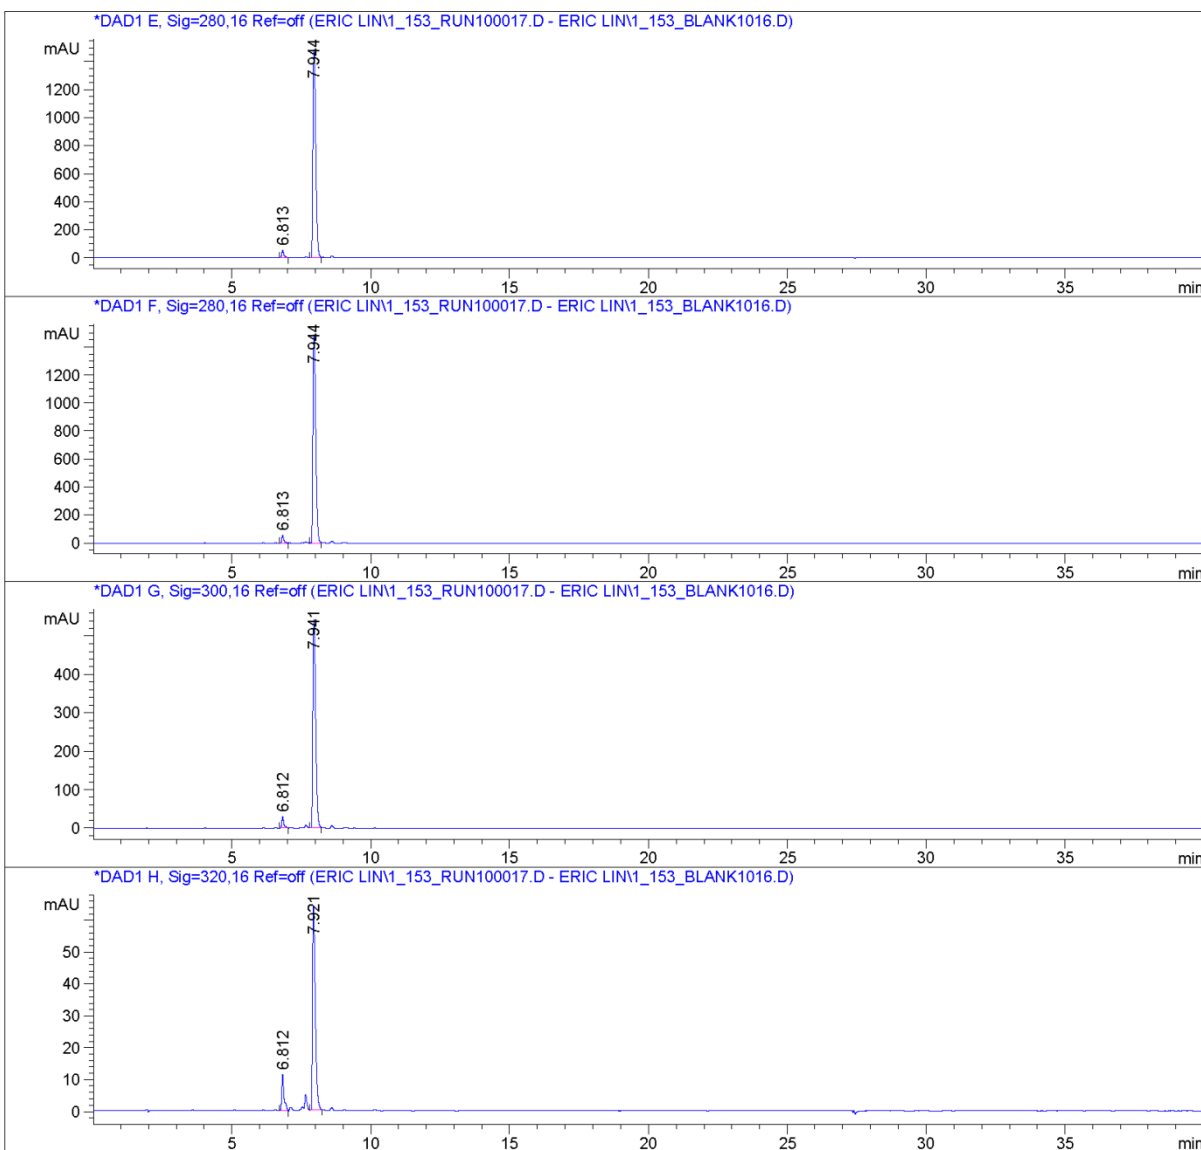 *DAD1 E, Sig=280,16 Ref=off (ERIC LIN\1_153_RUN100017.D - ERIC LIN\1_153_BLANK1016.D)
mAU
7.944
1200
1000
800
600
400
6.813
200
0
5 10 15 20 25 30 35 min
*DAD1 F, Sig=280,16 Ref=off (ERIC LIN\1_153_RUN100017.D - ERIC LIN\1_153_BLANK1016.D)
mAU
7.944
1200
1000
800
600
400
6.813
200
0
5 10 15 20 25 30 35 min
*DAD1 G, Sig=300,16 Ref=off (ERIC LIN\1_153_RUN100017.D - ERIC LIN\1_153_BLANK1016.D)
mAU
7.941
400
300
200
6.812
100
0
5 10 15 20 25 30 35 min
*DAD1 H, Sig=320,16 Ref=off (ERIC LIN\1_153_RUN100017.D - ERIC LIN\1_153_BLANK1016.D)
mAU
7.921
50
40
30
20
6.812
10
0
5 10 15 20 25 30 35 min